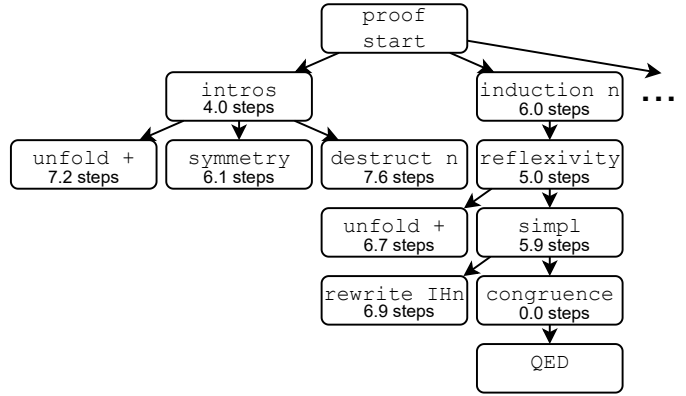 proof
start
intros
4.0 steps
induction n
6.0 steps
...
unfold +
7.2 steps
symmetry
6.1 steps
destruct n
7.6 steps
reflexivity
5.0 steps
unfold +
6.7 steps
simpl
5.9 steps
rewrite IHn
6.9 steps
congruence
0.0 steps
QED